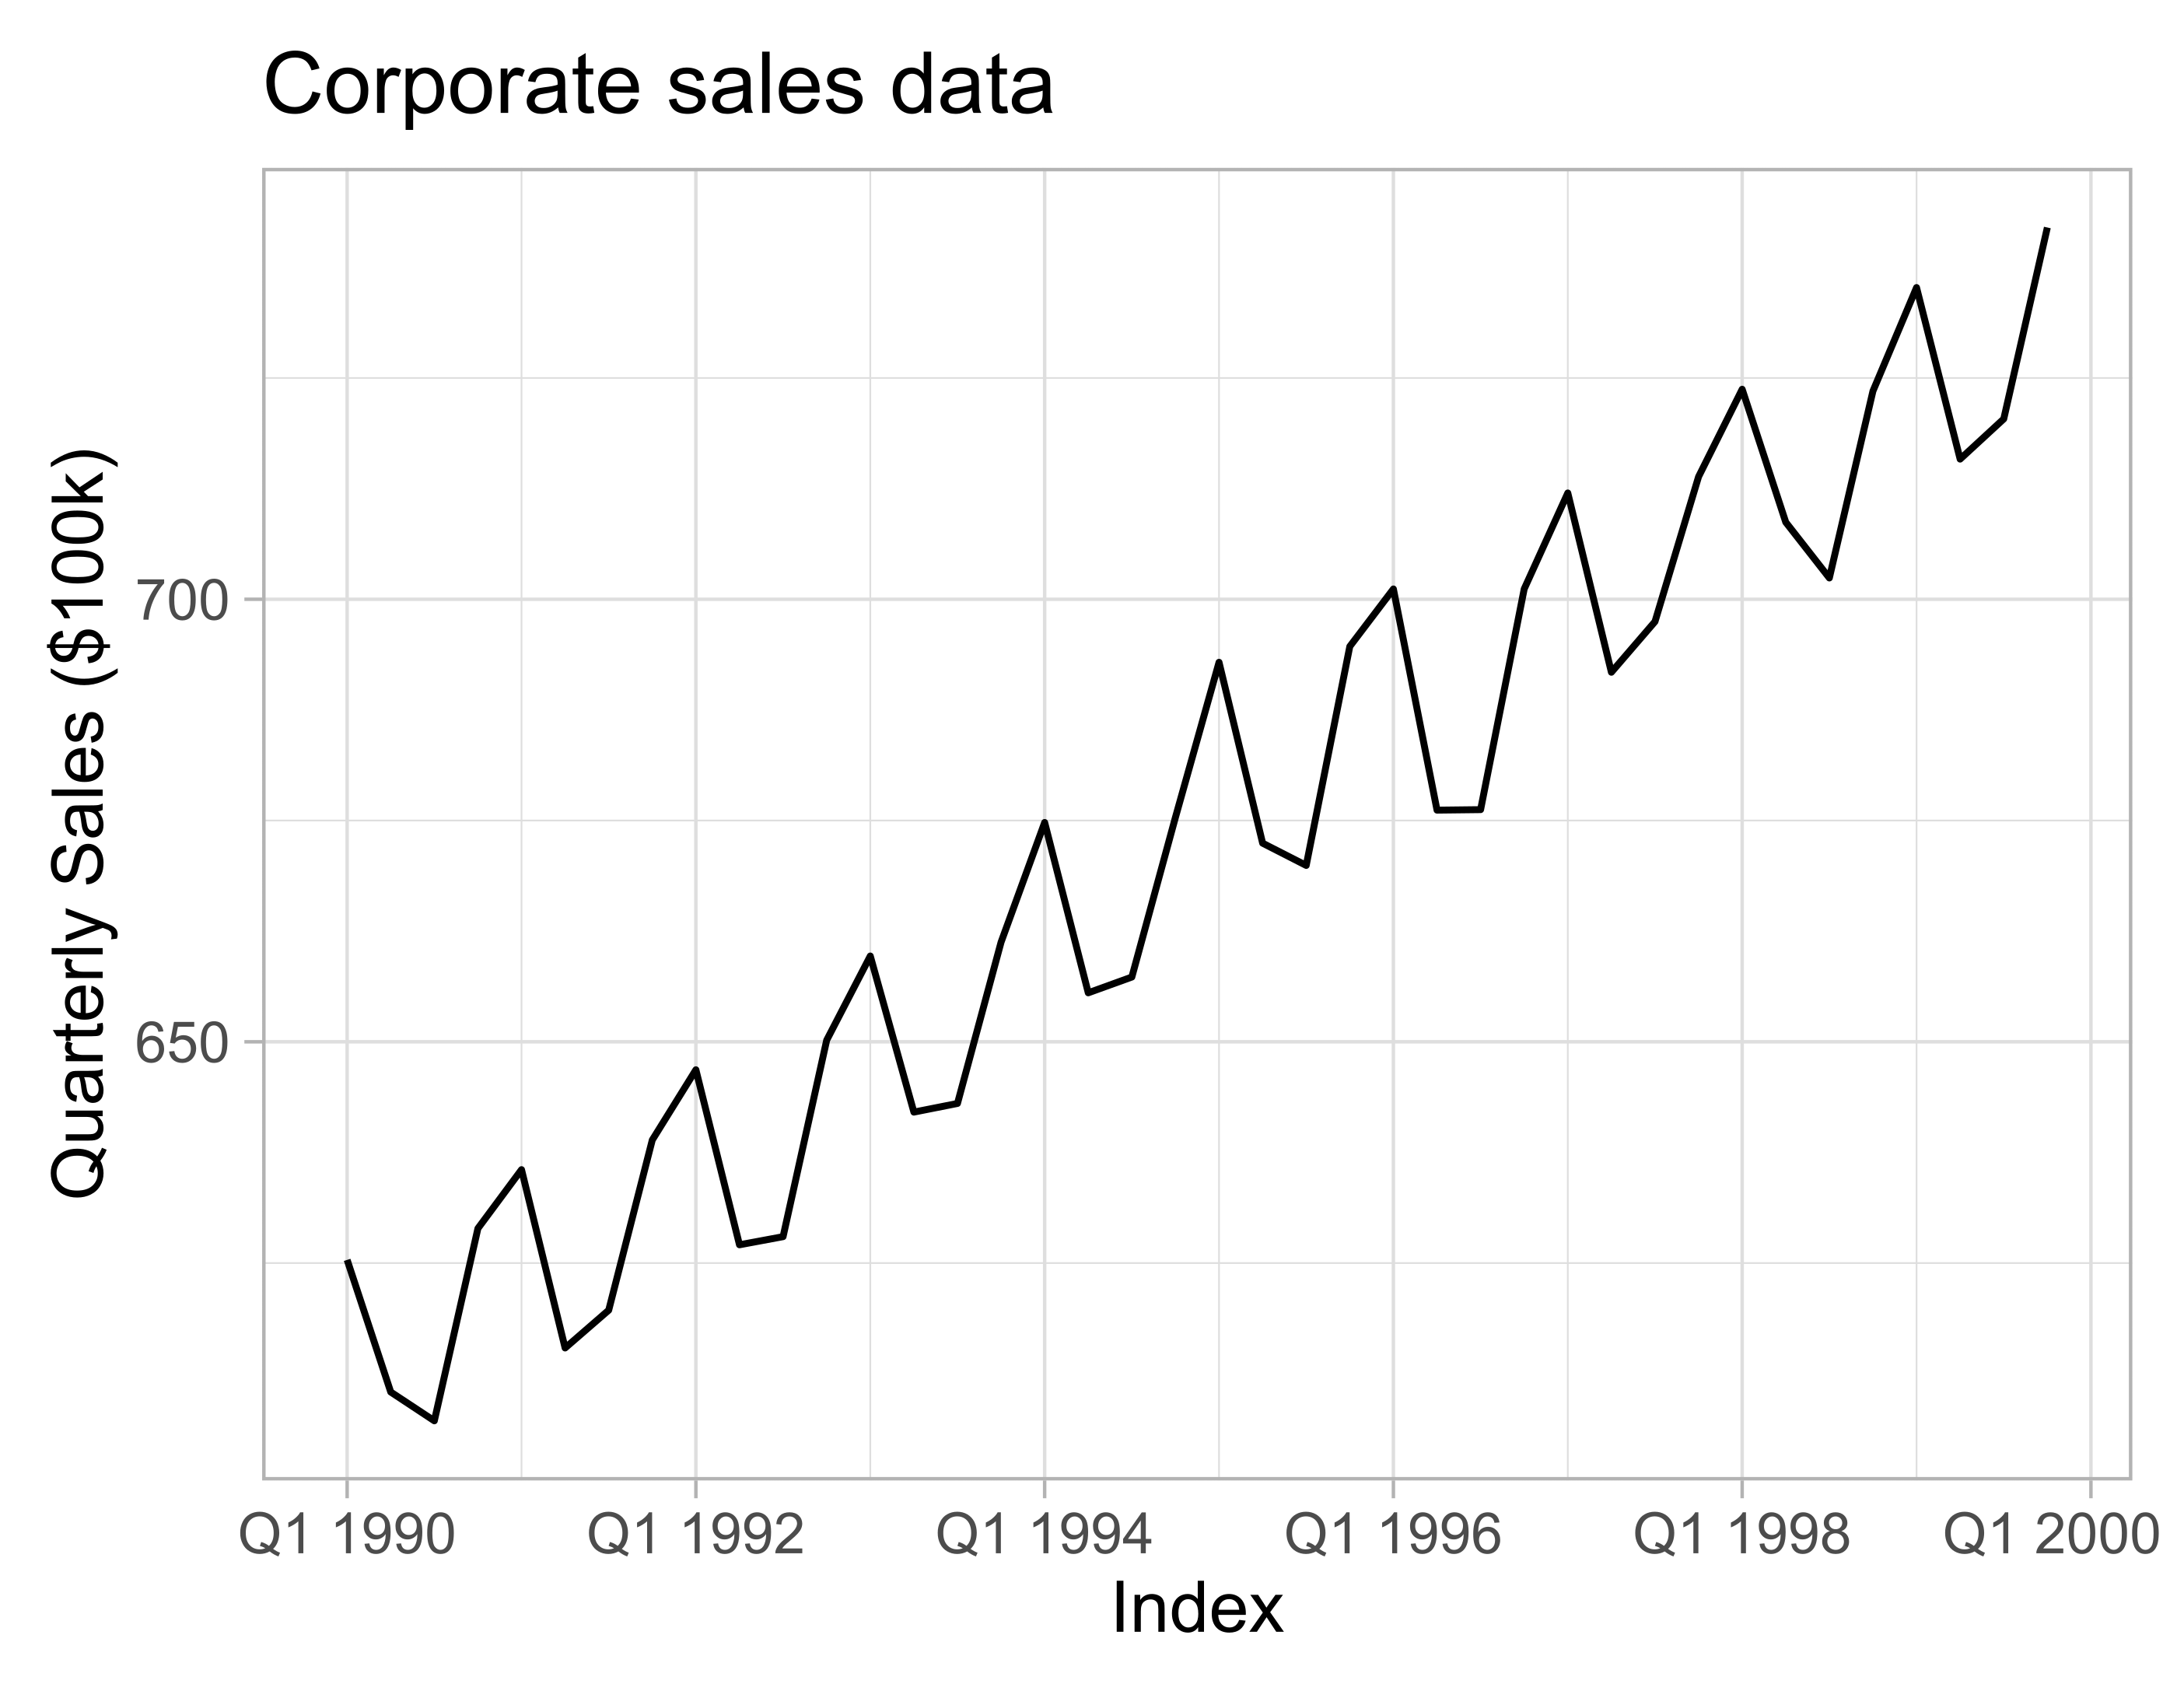 Corporate sales data
Quarterly Sales ($100k)
700
650
Q1 1990
Q1 1992
Q1 1994
Q1 1996
Q1 1998
Q1 2000
Index